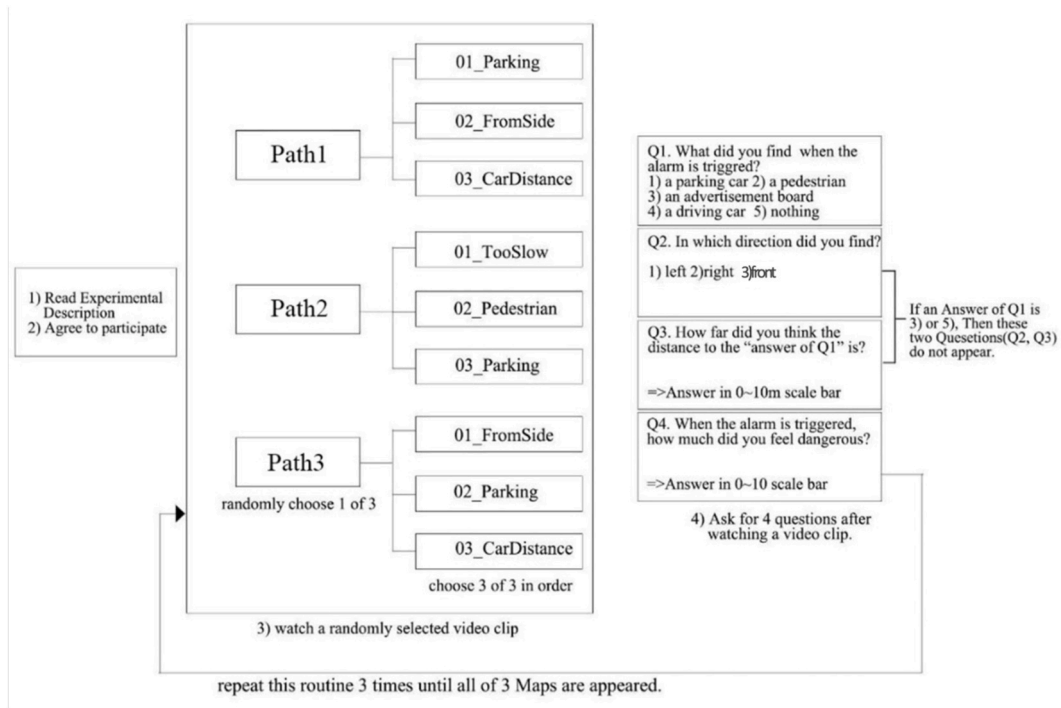 1) Read Experimental
Description
2) Agree to participate
Path1
01_Parking
02_FromSide
03_CarDistance
Path2
01_TooSlow
02_Pedestrian
03_Parking
Path3
randomly choose 1 of 3
01_FromSide
02_Parking
03_CarDistance
choose 3 of 3 in order
3) watch a randomly selected video clip
Q1. What did you find when the
alarm is triggred?
1) a parking car 2) a pedestrian
3) an advertisement board
4) a driving car 5) nothing
Q2. In which direction did you find?
1) left 2)right 3)front
Q3. How far did you think the
distance to the “answer of Q1” is?
=>Answer in 0~10m scale bar
Q4. When the alarm is triggered,
how much did you feel dangerous?
=>Answer in 0~10 scale bar
4) Ask for 4 questions after
watching a video clip.
If an Answer of Q1 is
3) or 5), Then these
two Quesetions(Q2, Q3)
do not appear.
repeat this routine 3 times until all of 3 Maps are appeared.